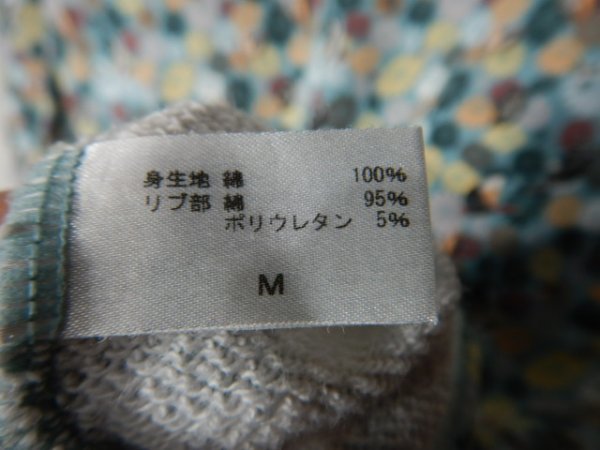 身生地 綿 100%
リブ部 綿 95%
ポリウレタン 5%
M